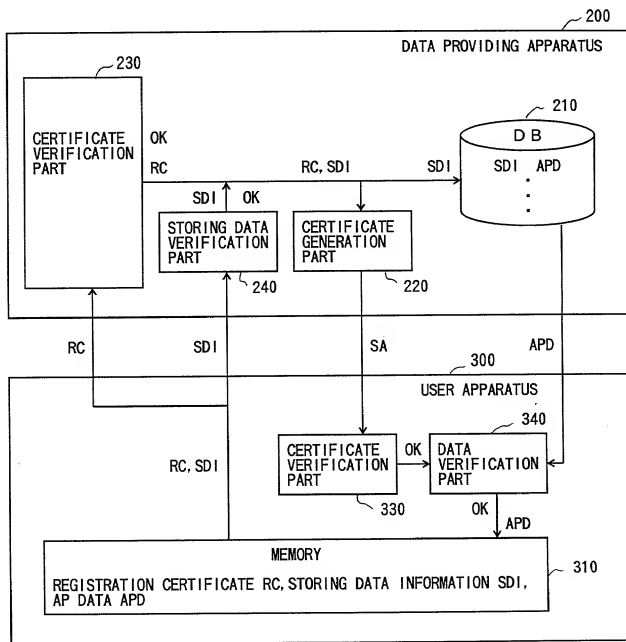 200
DATA PROVIDING APPARATUS
230
CERTIFICATE
VERIFICATION
PART
OK
RC
210
DB
SDI APD
RC, SDI
SDI
SDI OK
STORING DATA
VERIFICATION
PART
240
CERTIFICATE
GENERATION
PART
220
RC
SDI
SA
APD
300
USER APPARATUS
340
RC, SDI
CERTIFICATE
VERIFICATION
PART
330
OK
DATA
VERIFICATION
PART
OK
APD
MEMORY
310
REGISTRATION CERTIFICATE RC, STORING DATA INFORMATION SDI,
AP DATA APD